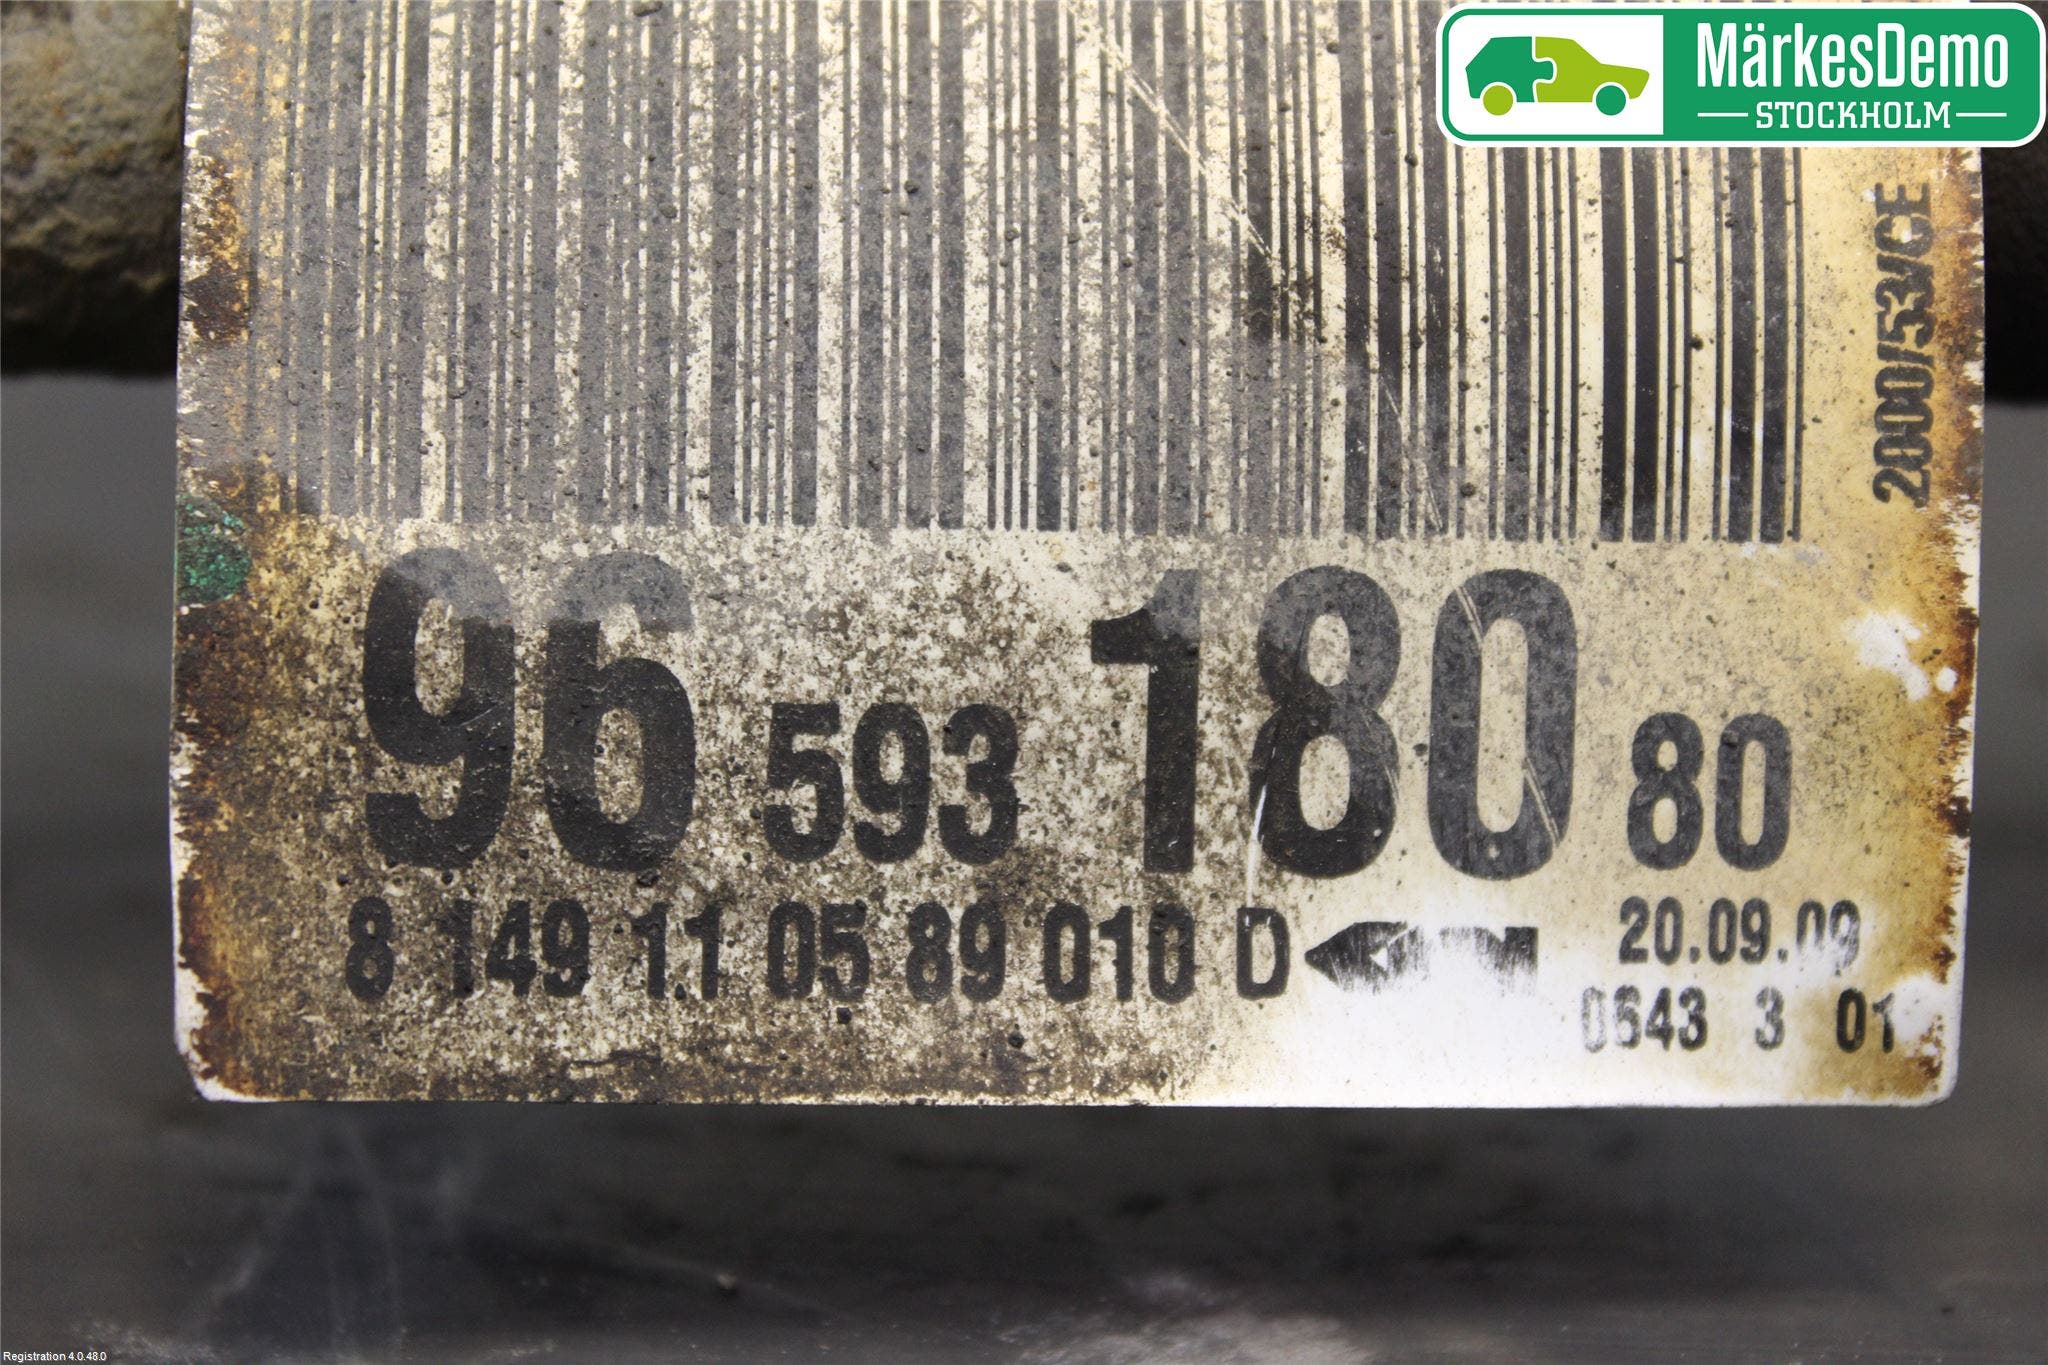 MärkesDemo
STOCKHOLM
2000/53/CE
96 593 180 80
8 149 11 05 89 010 D
20.09.09
0643 3 01
Registration 4.0.48.0